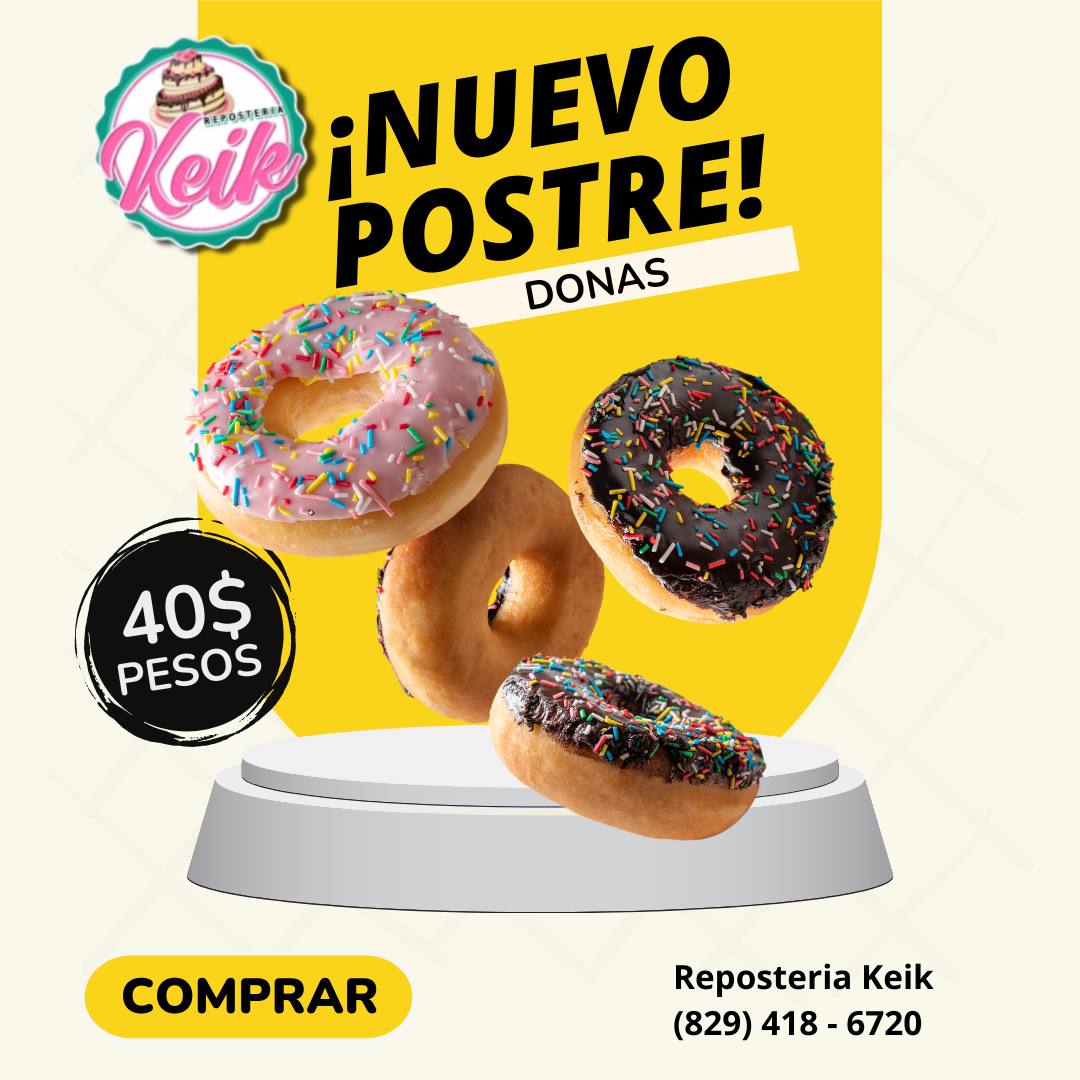 REPOSTERIA
Keik
¡NUEVO
POSTRE!
DONAS
40$
PESOS
COMPRAR
Reposteria Keik
(829) 418 - 6720